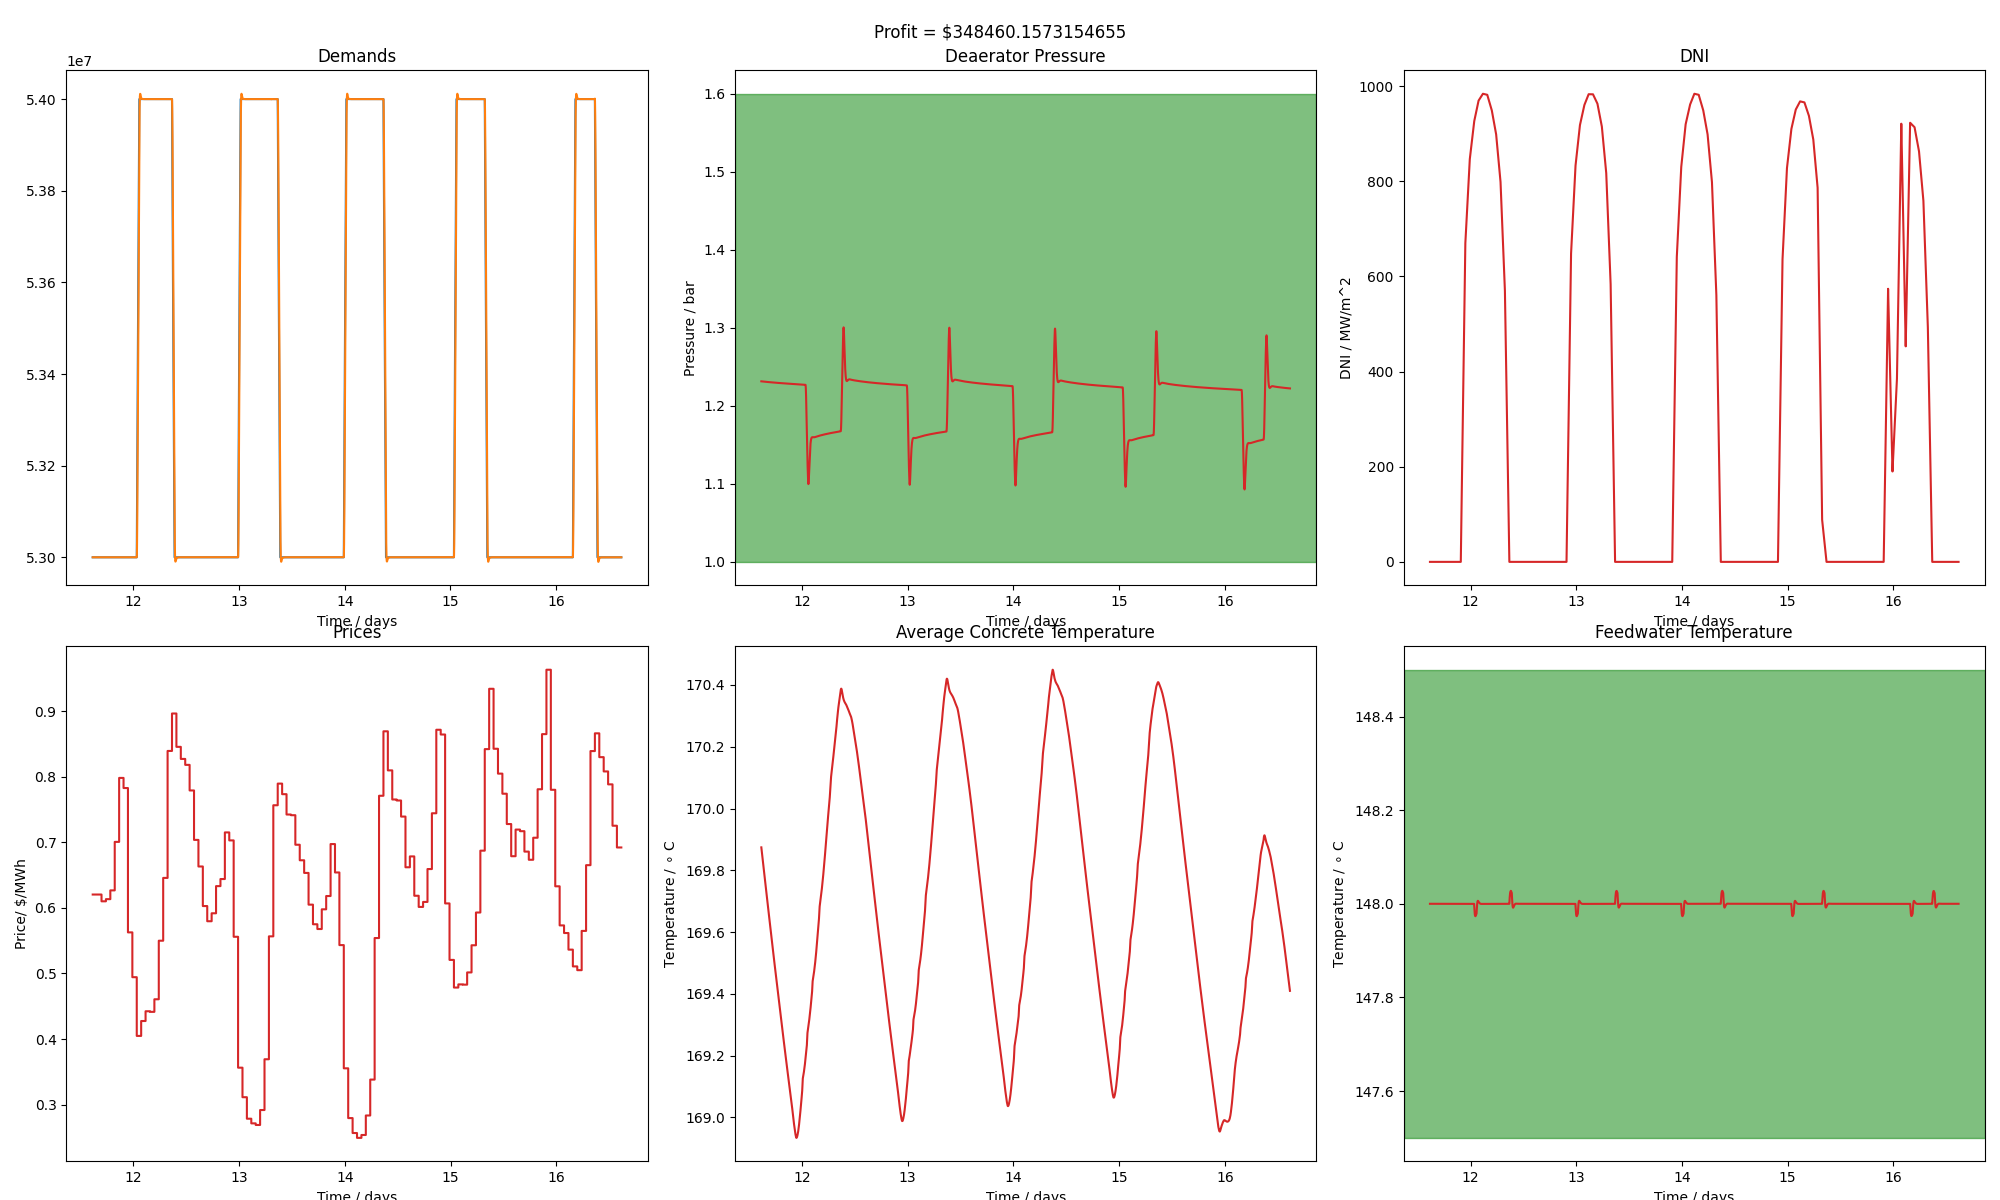 Profit = $348460.1573154655
Demands
1e7
5.40
5.38
5.36
5.34
5.32
5.30
12 13 14 15 16
Time / days
Deaerator Pressure
Pressure / bar
1.6
1.5
1.4
1.3
1.2
1.1
1.0
12 13 14 15 16
Time / days
DNI
DNI / MW/m^2
1000
800
600
400
200
0
12 13 14 15 16
Time / days
Prices
Price/ $/MWh
0.9
0.8
0.7
0.6
0.5
0.4
0.3
12 13 14 15 16
Time / days
Average Concrete Temperature
Temperature / ∘ C
170.4
170.2
170.0
169.8
169.6
169.4
169.2
169.0
12 13 14 15 16
Time / days
Feedwater Temperature
Temperature / ∘ C
148.4
148.2
148.0
147.8
147.6
12 13 14 15 16
Time / days